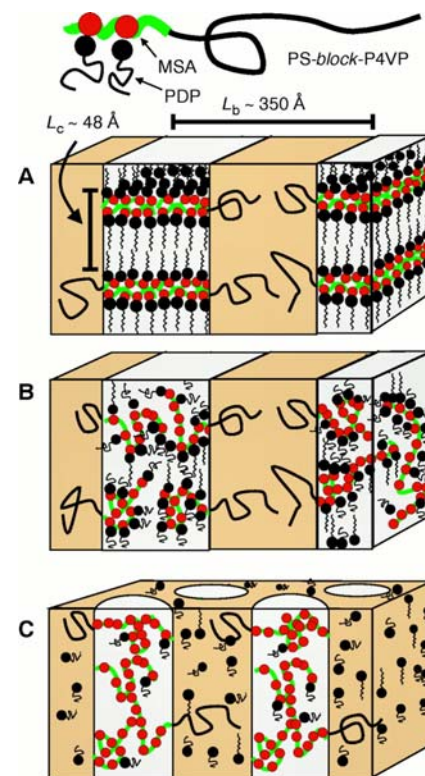 MSA
PS-block-P4VP
PDP
Lb ~ 350 Å
Lc ~ 48 Å
A
B
C